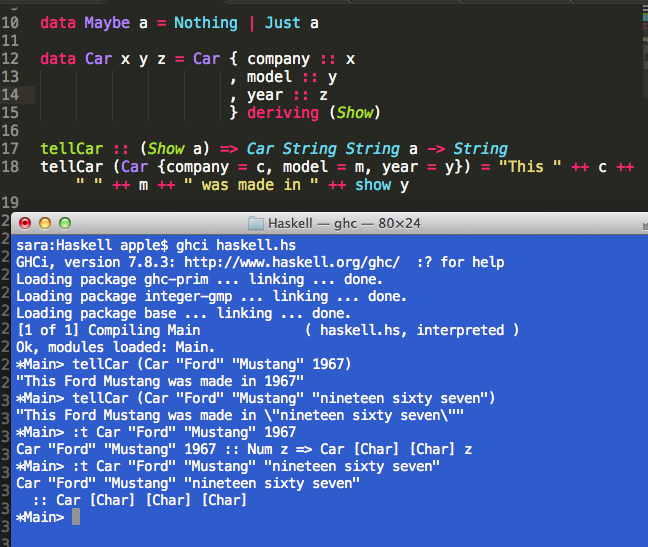 9
10 data Maybe a = Nothing | Just a
11
12 data Car x y z = Car { company :: x
13 , model :: y
14 , year :: z
15 } deriving (Show)
16
17 tellCar :: (Show a) => Car String String a -> String
18 tellCar (Car {company = c, model = m, year = y}) = "This " ++ c ++
" " ++ m ++ " was made in " ++ show y
19
Haskell — ghc — 80×24
sara:Haskell apple$ ghci haskell.hs
GHCi, version 7.8.3: http://www.haskell.org/ghc/  :? for help
Loading package ghc-prim ... linking ... done.
Loading package integer-gmp ... linking ... done.
Loading package base ... linking ... done.
[1 of 1] Compiling Main             ( haskell.hs, interpreted )
Ok, modules loaded: Main.
*Main> tellCar (Car "Ford" "Mustang" 1967)
"This Ford Mustang was made in 1967"
*Main> tellCar (Car "Ford" "Mustang" "nineteen sixty seven")
"This Ford Mustang was made in \"nineteen sixty seven\""
*Main> :t Car "Ford" "Mustang" 1967
Car "Ford" "Mustang" 1967 :: Num z => Car [Char] [Char] z
*Main> :t Car "Ford" "Mustang" "nineteen sixty seven"
Car "Ford" "Mustang" "nineteen sixty seven"
  :: Car [Char] [Char] [Char]
*Main>